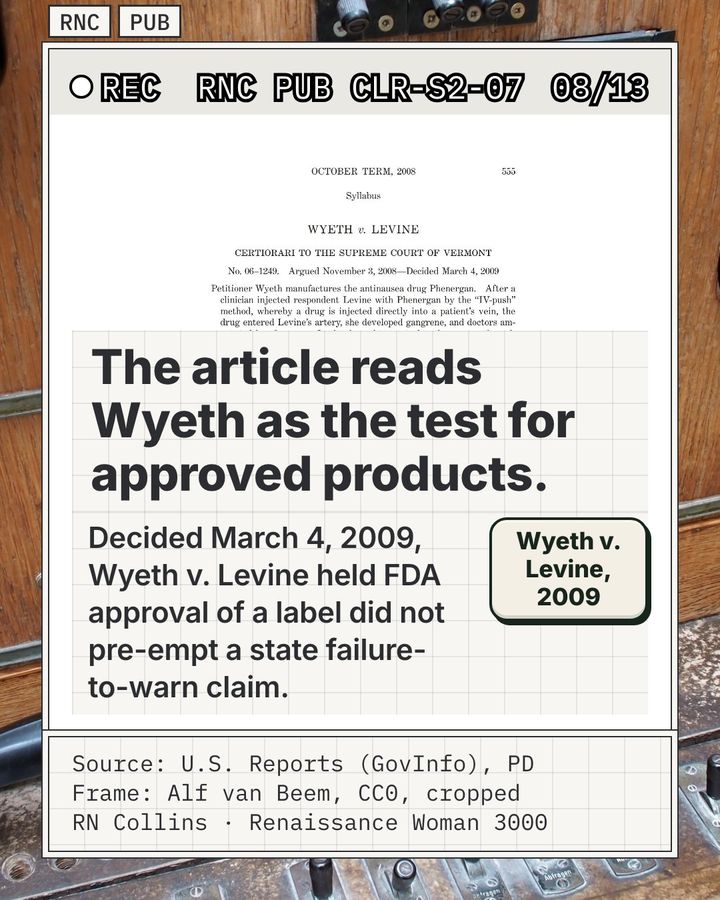 RNC PUB
REC RNC PUB CLR-S2-07 08/13
OCTOBER TERM, 2008 555
Syllabus
WYETH v. LEVINE
CERTIORARI TO THE SUPREME COURT OF VERMONT
No. 06–1249. Argued November 3, 2008—Decided March 4, 2009
Petitioner Wyeth manufactures the antinausea drug Phenergan. After a
clinician injected respondent Levine with Phenergan by the “IV-push”
method, whereby a drug is injected directly into a patient’s vein, the
drug entered Levine’s artery, she developed gangrene, and doctors am-
The article reads
Wyeth as the test for
approved products.
Decided March 4, 2009,
Wyeth v. Levine held FDA
approval of a label did not
pre-empt a state failure-
to-warn claim.
Wyeth v.
Levine,
2009
Source: U.S. Reports (GovInfo), PD
Frame: Alf van Beem, CC0, cropped
RN Collins · Renaissance Woman 3000